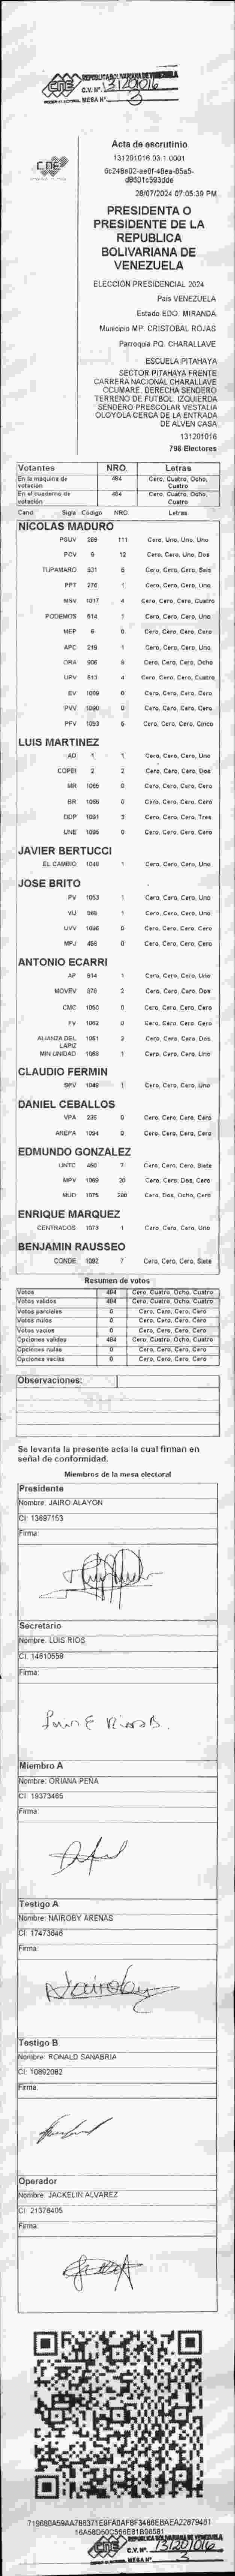 CNE
REPUBLICA BOLIVARIANA DE VENEZUELA
C.V. Nº. 131201016
MESA Nº. 3
CNE
Acta de escrutinio
131201016.03.1.0001
26/07/2024 07:05:39 PM
PRESIDENTA O
PRESIDENTE DE LA
REPUBLICA
BOLIVARIANA DE
VENEZUELA
ELECCIÓN PRESIDENCIAL 2024
País VENEZUELA
Estado EDO. MIRANDA
Municipio MP. CRISTOBAL ROJAS
Parroquia PQ. CHARALLAVE
ESCUELA PITAHAYA
SECTOR PITAHAYA FRENTE
CARRERA NACIONAL CHARALLAVE
OCUMARE. DERECHA SENDERO
TERRENO DE FUTBOL. IZQUIERDA
SENDERO PRESCOLAR VESTALIA
OLOYOLA CERCA DE LA ENTRADA
DE ALVEN CASA
131201016
798 Electores
Votantes NRO. Letras
En la máquina de votación 484 Cero, Cuatro, Ocho, Cuatro
En el cuaderno de votación 484 Cero, Cuatro, Ocho, Cuatro
Cand. Sigla Código NRO Letras
NICOLAS MADURO
PSUV 289 111 Cero, Uno, Uno, Uno
PCV 9 12 Cero, Cero, Uno, Dos
TUPAMARO 931 6 Cero, Cero, Cero, Seis
PPT 276 1 Cero, Cero, Cero, Uno
MSV 1017 4 Cero, Cero, Cero, Cuatro
PODEMOS 514 1 Cero, Cero, Cero, Uno
MEP 6 0 Cero, Cero, Cero, Cero
APC 219 1 Cero, Cero, Cero, Uno
ORA 906 8 Cero, Cero, Cero, Ocho
UPV 513 4 Cero, Cero, Cero, Cuatro
EV 1089 0 Cero, Cero, Cero, Cero
PVV 1090 0 Cero, Cero, Cero, Cero
PFV 1093 5 Cero, Cero, Cero, Cinco
LUIS MARTINEZ
AD 1 1 Cero, Cero, Cero, Uno
COPEI 2 2 Cero, Cero, Cero, Dos
MR 1065 0 Cero, Cero, Cero, Cero
BR 1066 0 Cero, Cero, Cero, Cero
DDP 1091 3 Cero, Cero, Cero, Tres
UNE 1095 0 Cero, Cero, Cero, Cero
JAVIER BERTUCCI
EL CAMBIO 1048 1 Cero, Cero, Cero, Uno
JOSE BRITO
PV 1053 1 Cero, Cero, Cero, Uno
VU 968 1 Cero, Cero, Cero, Uno
UVV 1096 0 Cero, Cero, Cero, Cero
MPJ 458 0 Cero, Cero, Cero, Cero
ANTONIO ECARRI
AP 614 1 Cero, Cero, Cero, Uno
MOVEV 878 2 Cero, Cero, Cero, Dos
CMC 1050 0 Cero, Cero, Cero, Cero
FV 1062 0 Cero, Cero, Cero, Cero
ALIANZA DEL LAPIZ 1051 2 Cero, Cero, Cero, Dos
MIN UNIDAD 1068 1 Cero, Cero, Cero, Uno
CLAUDIO FERMIN
SPV 1049 1 Cero, Cero, Cero, Uno
DANIEL CEBALLOS
VPA 236 0 Cero, Cero, Cero, Cero
AREPA 1094 0 Cero, Cero, Cero, Cero
EDMUNDO GONZALEZ
UNTC 460 7 Cero, Cero, Cero, Siete
MPV 1069 20 Cero, Cero, Dos, Cero
MUD 1075 280 Cero, Dos, Ocho, Cero
ENRIQUE MARQUEZ
CENTRADOS 1073 1 Cero, Cero, Cero, Uno
BENJAMIN RAUSSEO
CONDE 1092 7 Cero, Cero, Cero, Siete
Resumen de votos
Votos 484 Cero, Cuatro, Ocho, Cuatro
Votos validos 484 Cero, Cuatro, Ocho, Cuatro
Votos parciales 0 Cero, Cero, Cero, Cero
Votos nulos 0 Cero, Cero, Cero, Cero
Votos vacios 0 Cero, Cero, Cero, Cero
Opciones validas 484 Cero, Cuatro, Ocho, Cuatro
Opciones nulas 0 Cero, Cero, Cero, Cero
Opciones vacias 0 Cero, Cero, Cero, Cero
Observaciones:
Se levanta la presente acta la cual firman en
señal de conformidad.
Miembros de la mesa electoral
Presidente
Nombre: JAIRO ALAYON
CI: 13697153
Firma:
Secretario
Nombre: LUIS RIOS
CI: 14610558
Firma:
Miembro A
Nombre: ORIANA PEÑA
CI: 19373465
Firma:
Testigo A
Nombre: NAIROBY ARENAS
CI: 17473646
Firma:
Nairoby
Testigo B
Nombre: RONALD SANABRIA
CI: 10892082
Firma:
Operador
Nombre: JACKELIN ALVAREZ
CI: 21376405
Firma:
CNE
REPUBLICA BOLIVARIANA DE VENEZUELA
C.V. Nº. 131201016
MESA Nº. 3